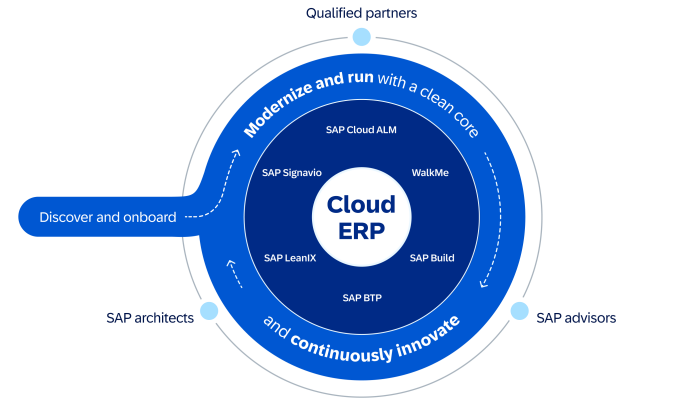 Qualified partners
Modernize and run with a clean core
SAP Cloud ALM
SAP Signavio
WalkMe
Cloud
ERP
Discover and onboard
SAP LeanIX
SAP Build
SAP BTP
and continuously innovate
SAP architects
SAP advisors